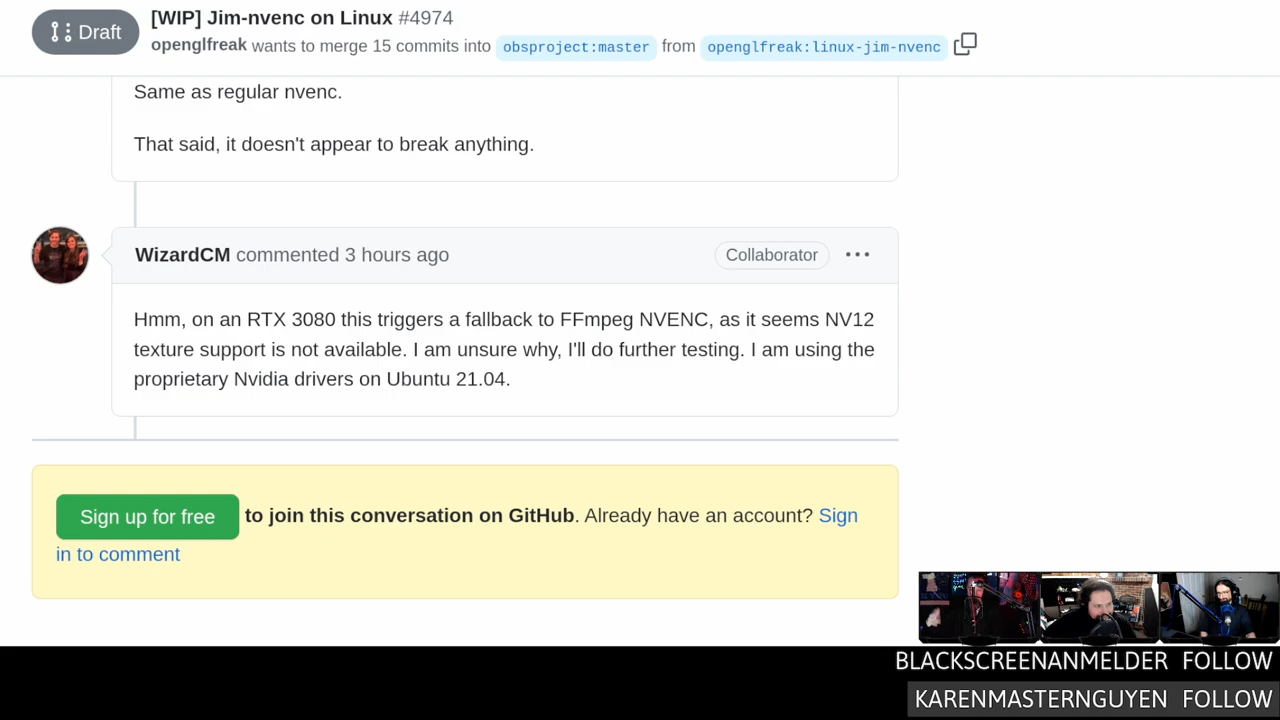 Draft
[WIP] Jim-nvenc on Linux #4974
openglfreak wants to merge 15 commits into obsproject:master from openglfreak:linux-jim-nvenc
Same as regular nvenc.
That said, it doesn't appear to break anything.
WizardCM commented 3 hours ago
Collaborator
Hmm, on an RTX 3080 this triggers a fallback to FFmpeg NVENC, as it seems NV12
texture support is not available. I am unsure why, I'll do further testing. I am using the
proprietary Nvidia drivers on Ubuntu 21.04.
Sign up for free to join this conversation on GitHub. Already have an account? Sign
in to comment
BLACKSCREENANMELDER FOLLOW
KARENMASTERNGUYEN FOLLOW